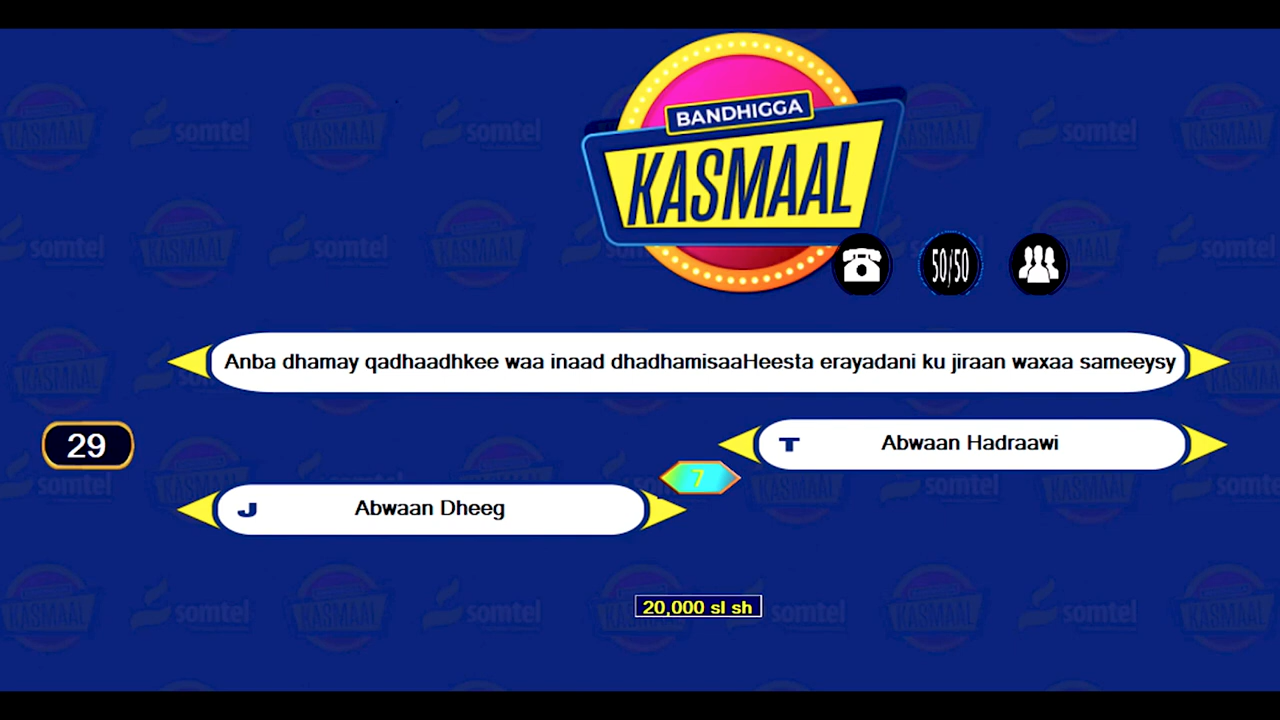 BANDHIGGA
KASMAAL
50/50
Anba dhamay qadhaadhkee waa inaad dhadhamisaaHeesta erayadani ku jiraan waxaa sameeysy
29
T Abwaan Hadraawi
7
J Abwaan Dheeg
20,000 sl sh
somtel